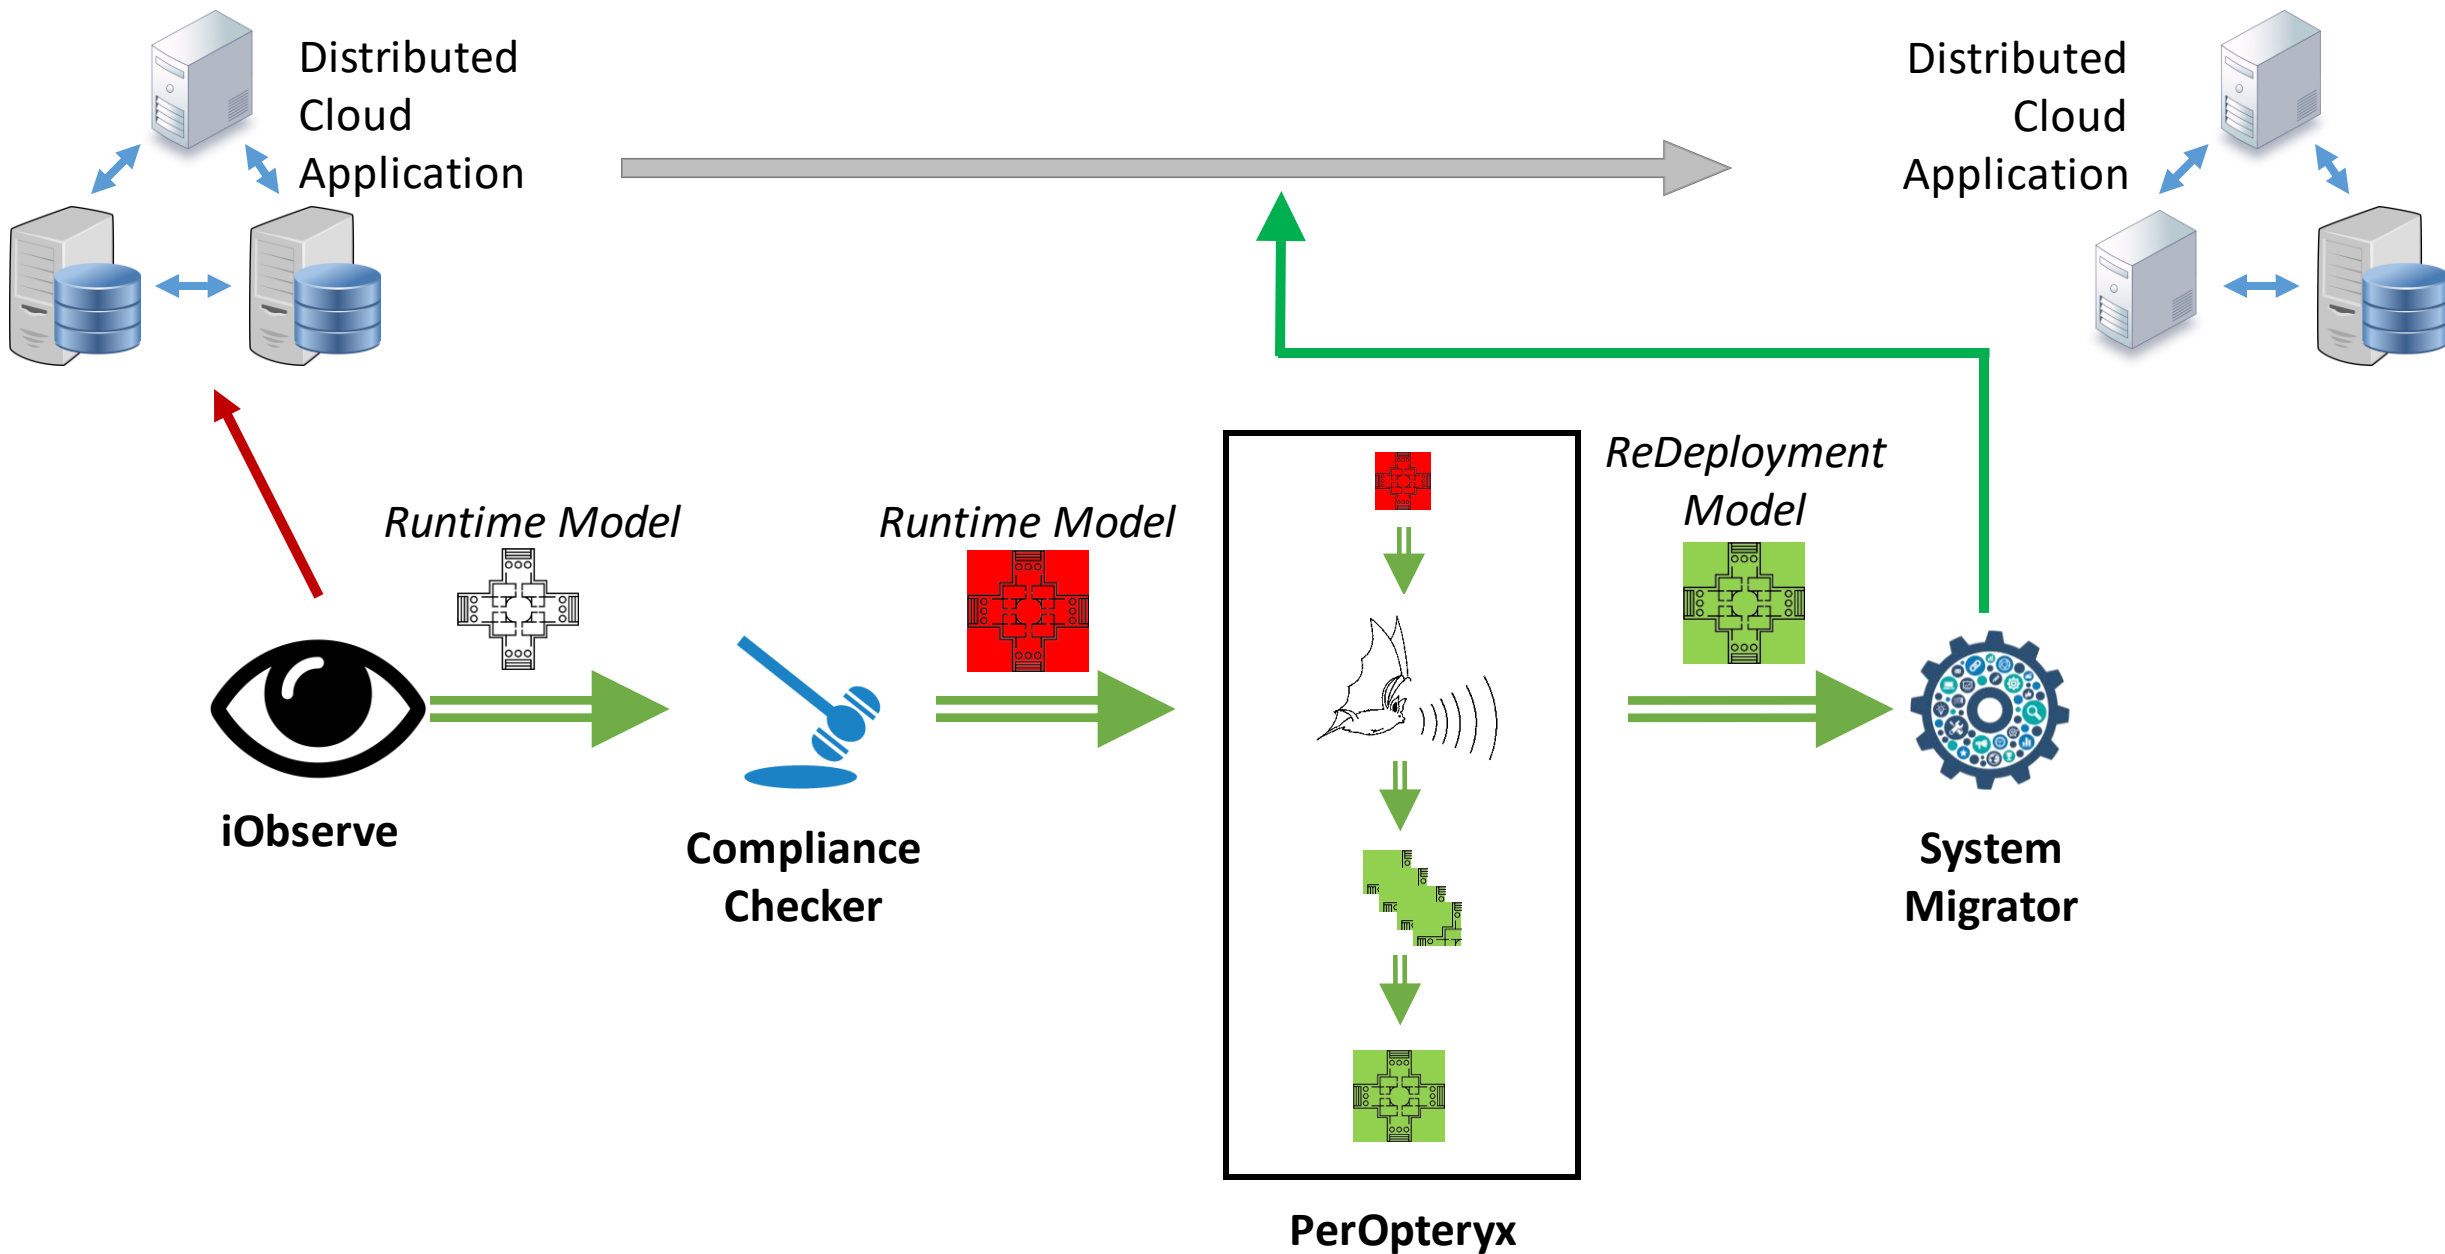 Distributed
Cloud
Application
Distributed
Cloud
Application
Runtime Model
Runtime Model
ReDeployment
Model
iObserve
Compliance
Checker
System
Migrator
PerOpteryx